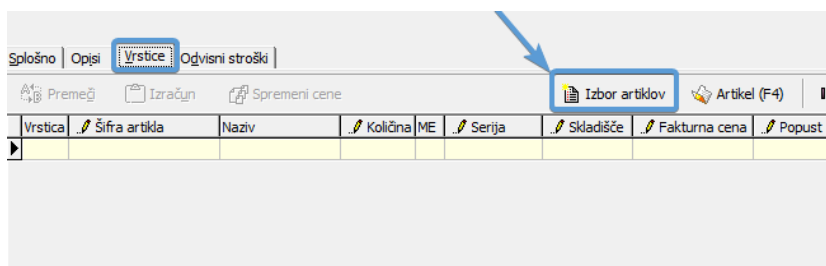 Splošno Opisi Vrstice Odvisni stroški
Premeči Izračun Spremeni cene Izbor artiklov Artikel (F4)
Vrstica Šifra artikla Naziv Količina ME Serija Skladišče Fakturna cena Popust